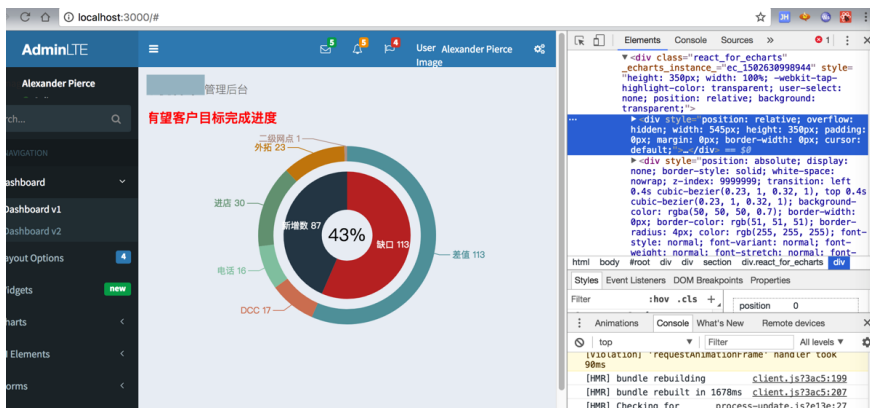 localhost:3000/#
AdminLTE
5
5
4
User Image
Alexander Pierce
Alexander Pierce
rch...
NAVIGATION
ashboard
Dashboard v1
Dashboard v2
ayout Options
4
idgets
new
harts
I Elements
orms
管理后台
有望客户目标完成进度
二级网点 1
外拓 23
进店 30
电话 16
DCC 17
差值 113
新增数 87
缺口 113
43%
Elements Console Sources »
1
▼<div class="react_for_echarts"
_echarts_instance_="ec_1502630998944" style=
"height: 350px; width: 100%; -webkit-tap-
highlight-color: transparent; user-select:
none; position: relative; background:
transparent;">
▶<div style="position: relative; overflow:
hidden; width: 545px; height: 350px; padding:
0px; margin: 0px; border-width: 0px; cursor:
default;">…</div> == $0
▶<div style="position: absolute; display:
none; border-style: solid; white-space:
nowrap; z-index: 9999999; transition: left
0.4s cubic-bezier(0.23, 1, 0.32, 1), top 0.4s
cubic-bezier(0.23, 1, 0.32, 1); background-
color: rgba(50, 50, 50, 0.7); border-width:
0px; border-color: rgb(51, 51, 51); border-
radius: 4px; color: rgb(255, 255, 255); font-
style: normal; font-variant: normal; font-
weight: normal; font-stretch: normal; font-
html body #root div div section div.react_for_echarts div
Styles Event Listeners DOM Breakpoints Properties
Filter :hov .cls +
position 0
Animations Console What's New Remote devices
top ▼ Filter All levels ▼
[Violation] 'requestAnimationFrame' handler took
90ms
[HMR] bundle rebuilding client.js?3ac5:199
[HMR] bundle rebuilt in 1678ms client.js?3ac5:207
[HMR] Checking for process-update.js?e13e:27